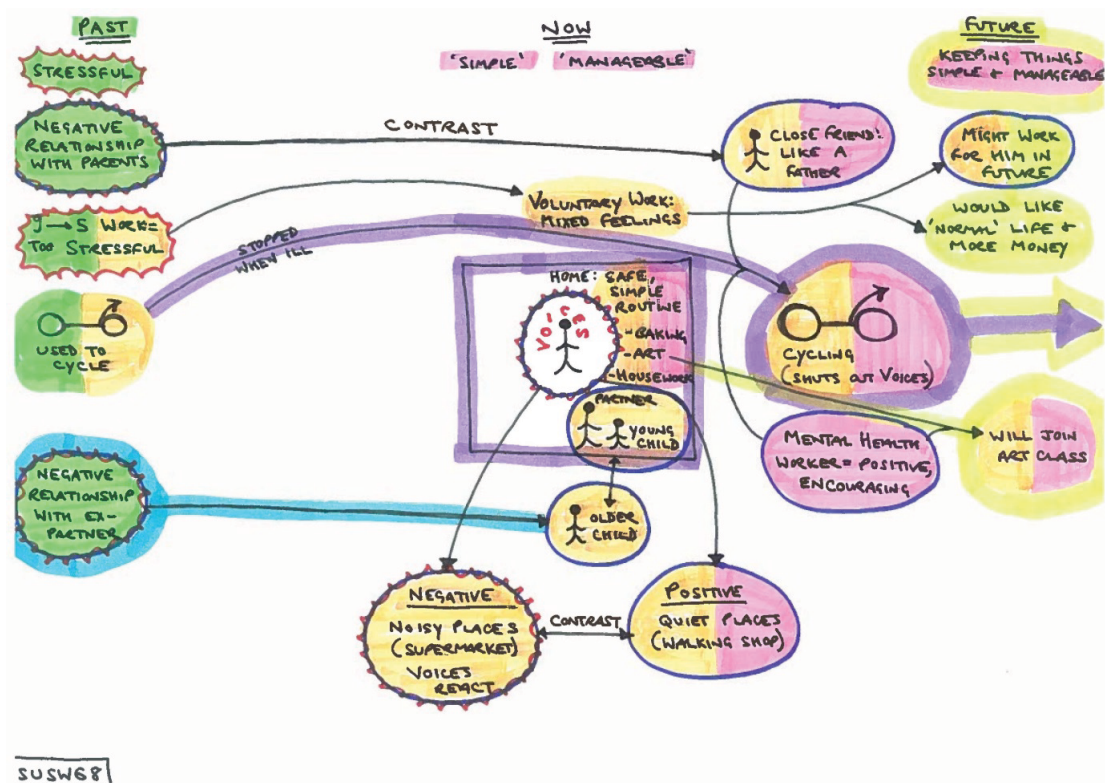 PAST
NOW
FUTURE
STRESSFUL
'SIMPLE' 'MANAGEABLE'
KEEPING THINGS
SIMPLE + MANAGEABLE
NEGATIVE
RELATIONSHIP
WITH PARENTS
CONTRAST
CLOSE FRIEND:
LIKE A
FATHER
MIGHT WORK
FOR HIM IN
FUTURE
WORK=
TOO STRESSFUL
VOLUNTARY WORK:
MIXED FEELINGS
WOULD LIKE
'NORMAL' LIFE +
MORE MONEY
STOPPED
WHEN ILL
USED TO
CYCLE
HOME: SAFE,
SIMPLE
ROUTINE
-BAKING
-ART
-HOUSEWORK
VOICES
PARTNER
YOUNG
CHILD
CYCLING
(SHUTS OUT VOICES)
MENTAL HEALTH
WORKER = POSITIVE,
ENCOURAGING
WILL JOIN
ART CLASS
NEGATIVE
RELATIONSHIP
WITH EX-
PARTNER
OLDER
CHILD
NEGATIVE
NOISY PLACES
(SUPERMARKET)
VOICES
REACT
CONTRAST
POSITIVE
QUIET PLACES
(WALKING SHOP)
SUSW68